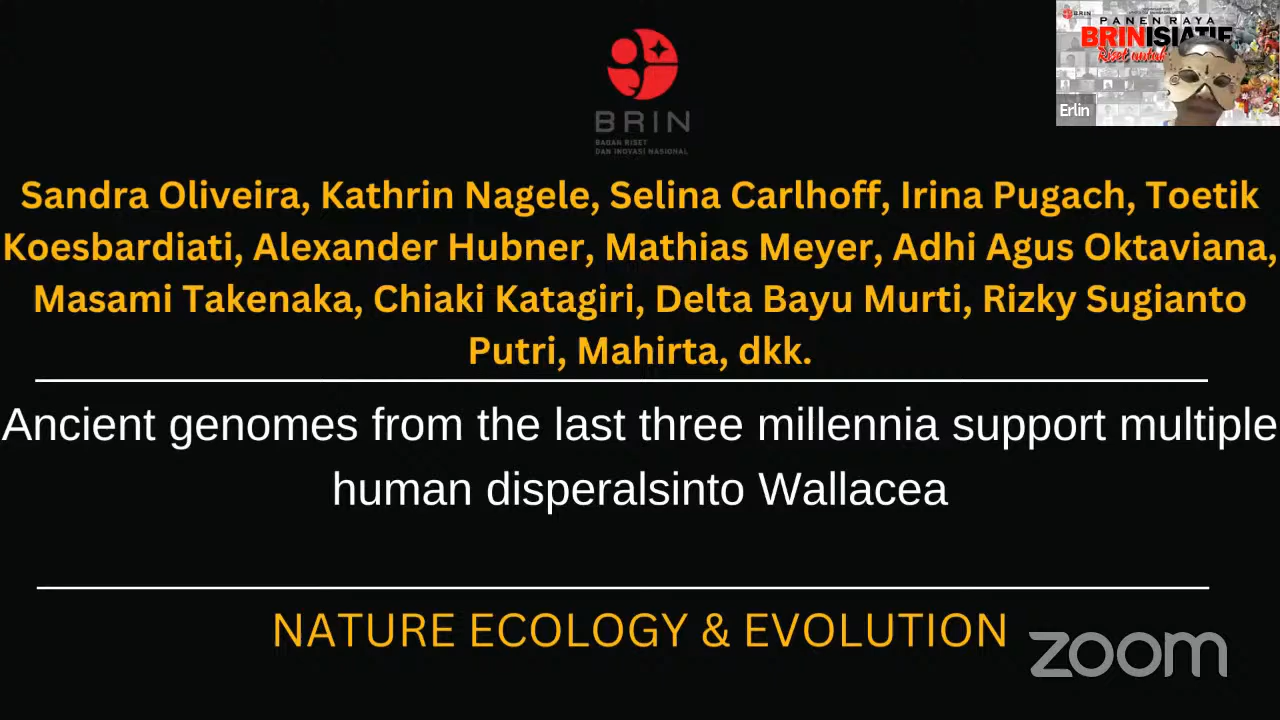 BRIN
PANEN RAYA
BRINISIATIF
Riset untuk
Erlin
BRIN
BADAN RISET
DAN INOVASI NASIONAL
Sandra Oliveira, Kathrin Nagele, Selina Carlhoff, Irina Pugach, Toetik
Koesbardiati, Alexander Hubner, Mathias Meyer, Adhi Agus Oktaviana,
Masami Takenaka, Chiaki Katagiri, Delta Bayu Murti, Rizky Sugianto
Putri, Mahirta, dkk.
Ancient genomes from the last three millennia support multiple
human disperalsinto Wallacea
NATURE ECOLOGY & EVOLUTION
zoom